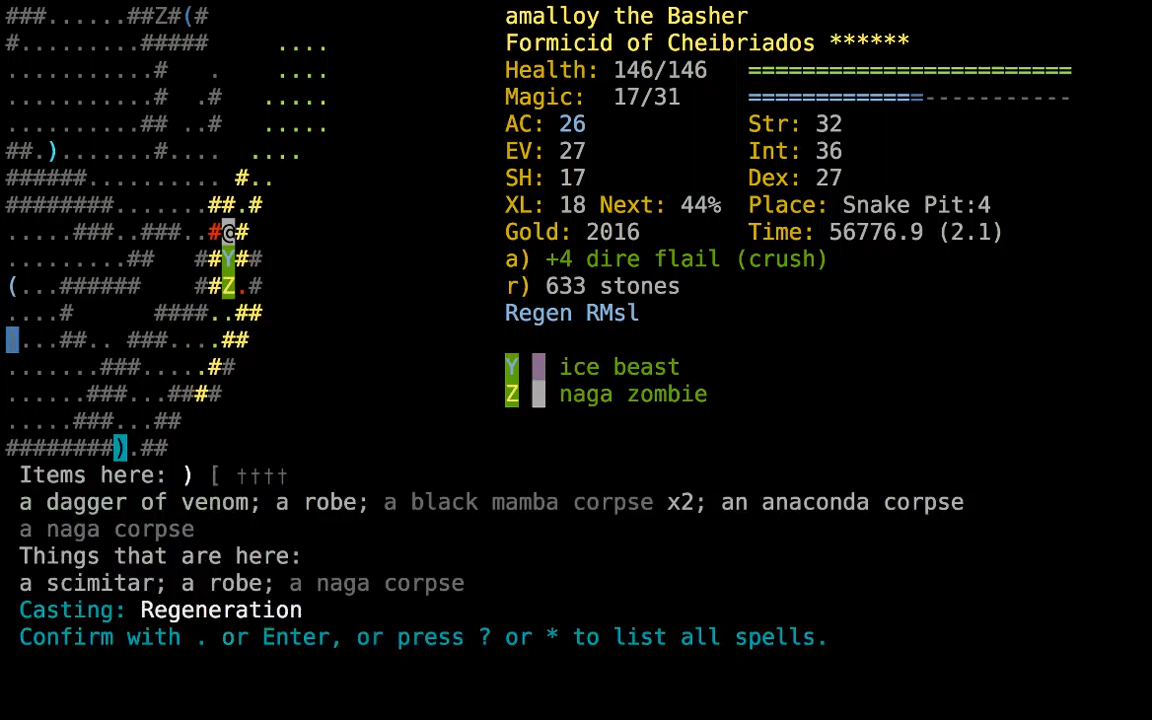 ###......##Z#(#
#.........##### ....
...........# . ....
...........# .# .....
..........## ..# .....
##.).......#.... ....
######.......... #..
########.......##.#
.....###..###..#@#
.........## ##Y##
(...###### ##Z.#
....# ####..##
...##.. ###....##
.......###.....##
......###...####
.....###...##
########).##
amalloy the Basher
Formicid of Cheibriados ******
Health: 146/146 ========================
Magic: 17/31 =============-----------
AC: 26 Str: 32
EV: 27 Int: 36
SH: 17 Dex: 27
XL: 18 Next: 44% Place: Snake Pit:4
Gold: 2016 Time: 56776.9 (2.1)
a) +4 dire flail (crush)
r) 633 stones
Regen RMsl
Y ice beast
Z naga zombie
Items here: ) [ ††††
a dagger of venom; a robe; a black mamba corpse x2; an anaconda corpse
a naga corpse
Things that are here:
a scimitar; a robe; a naga corpse
Casting: Regeneration
Confirm with . or Enter, or press ? or * to list all spells.